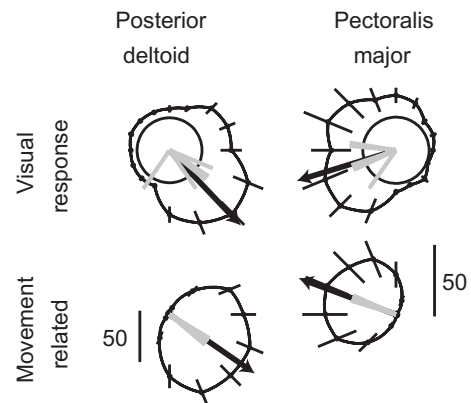 Posterior
deltoid
Pectoralis
major
Visual
response
Movement
related
50
50